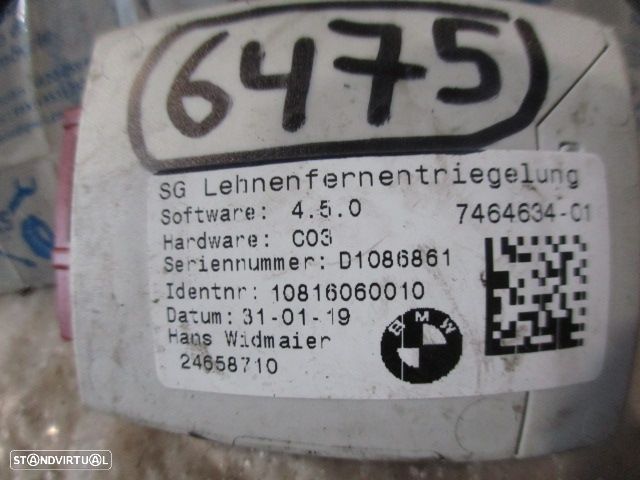 6475
SG Lehnenfernentriegelung
Software: 4.5.0 7464634-01
Hardware: C03
Seriennummer: D1086861
Identnr: 10816060010
Datum: 31-01-19
Hans Widmaier
24658710
BMW
STANDVIRTUAL